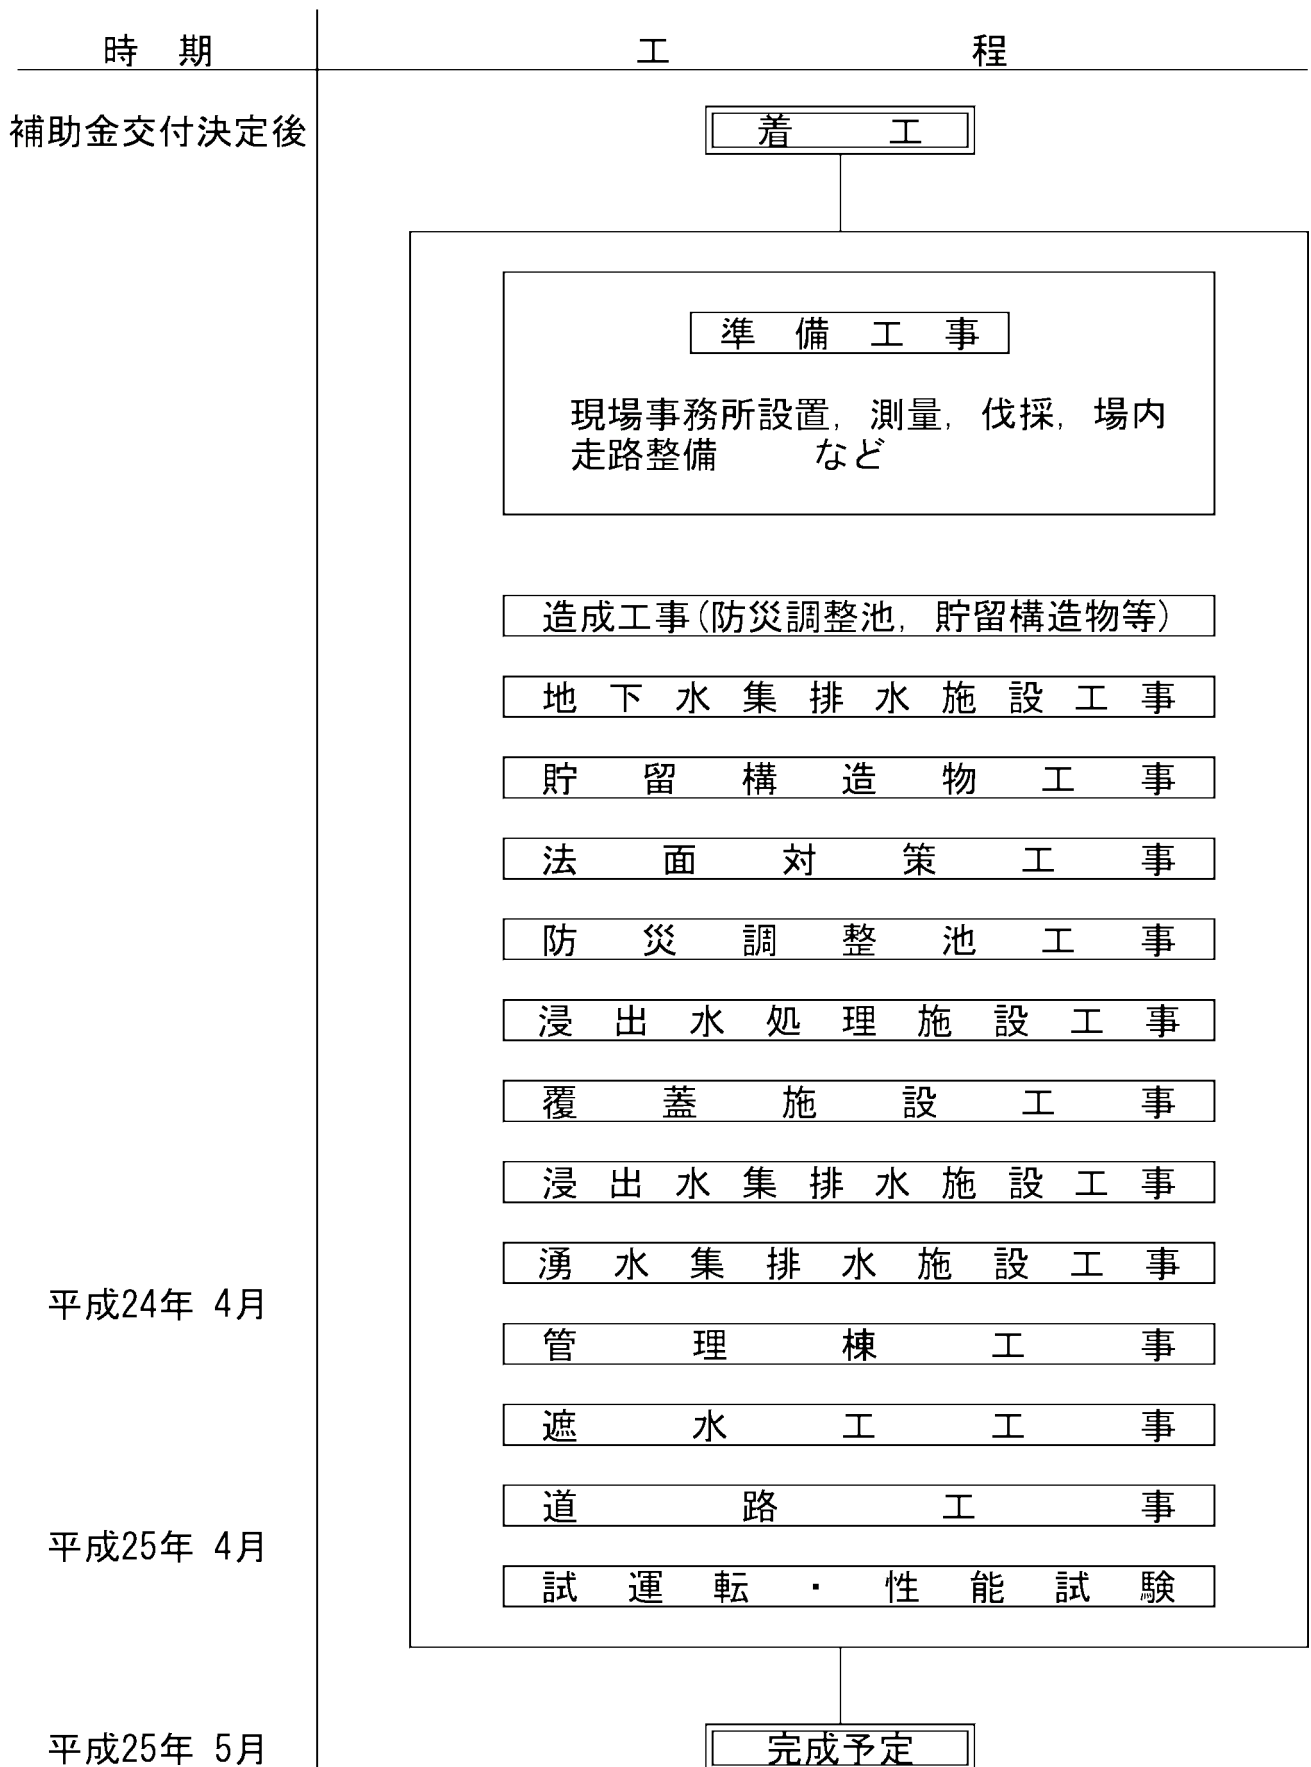 時 期 工 程
補助金交付決定後 着 工
準 備 工 事
現場事務所設置，測量，伐採，場内
走路整備 など
造成工事(防災調整池，貯留構造物等)
地下水集排水施設工事
貯留構造物工事
法面対策工事
防災調整池工事
浸出水処理施設工事
覆蓋施設工事
浸出水集排水施設工事
湧水集排水施設工事
平成24年 4月
管理棟工事
遮水工工事
道路工事
平成25年 4月
試運転・性能試験
平成25年 5月 完成予定